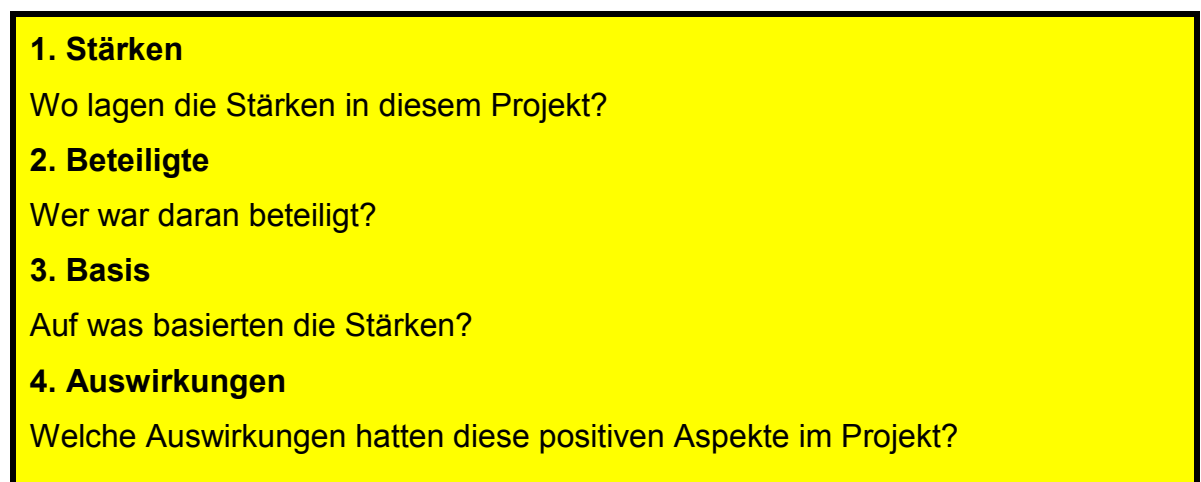 1. Stärken
Wo lagen die Stärken in diesem Projekt?
2. Beteiligte
Wer war daran beteiligt?
3. Basis
Auf was basierten die Stärken?
4. Auswirkungen
Welche Auswirkungen hatten diese positiven Aspekte im Projekt?